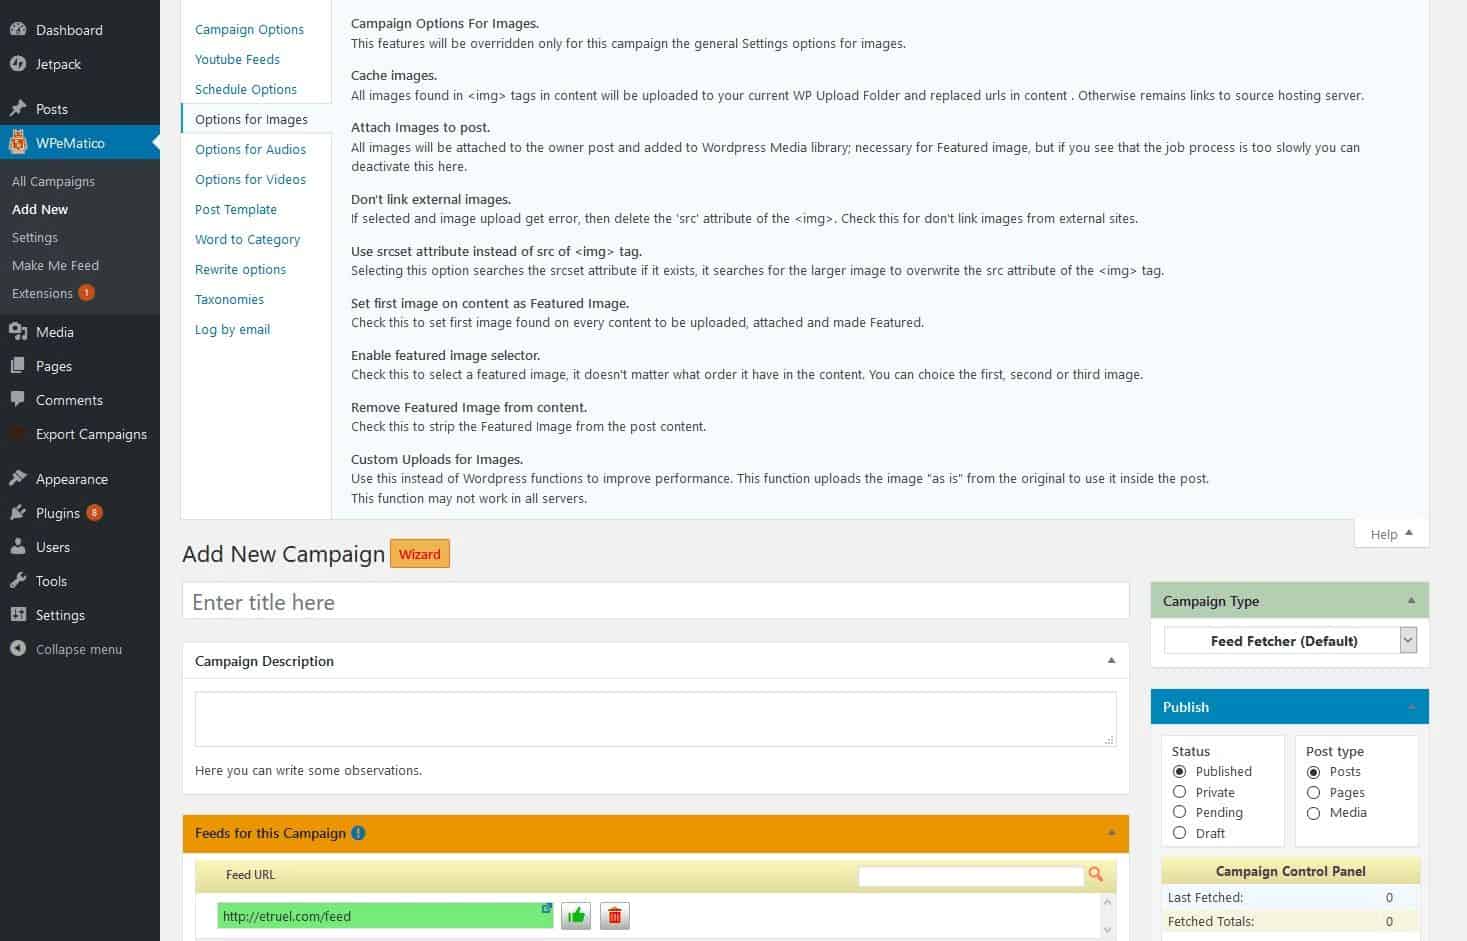 Dashboard
Jetpack
Posts
WPeMatico
All Campaigns
Add New
Settings
Make Me Feed
Extensions 1
Media
Pages
Comments
Export Campaigns
Appearance
Plugins 8
Users
Tools
Settings
Collapse menu
Campaign Options
Youtube Feeds
Schedule Options
Options for Images
Options for Audios
Options for Videos
Post Template
Word to Category
Rewrite options
Taxonomies
Log by email
Campaign Options For Images.
This features will be overridden only for this campaign the general Settings options for images.
Cache images.
All images found in <img> tags in content will be uploaded to your current WP Upload Folder and replaced urls in content . Otherwise remains links to source hosting server.
Attach Images to post.
All images will be attached to the owner post and added to Wordpress Media library; necessary for Featured image, but if you see that the job process is too slowly you can
deactivate this here.
Don't link external images.
If selected and image upload get error, then delete the 'src' attribute of the <img>. Check this for don't link images from external sites.
Use srcset attribute instead of src of <img> tag.
Selecting this option searches the srcset attribute if it exists, it searches for the larger image to overwrite the src attribute of the <img> tag.
Set first image on content as Featured Image.
Check this to set first image found on every content to be uploaded, attached and made Featured.
Enable featured image selector.
Check this to select a featured image, it doesn't matter what order it have in the content. You can choice the first, second or third image.
Remove Featured Image from content.
Check this to strip the Featured Image from the post content.
Custom Uploads for Images.
Use this instead of Wordpress functions to improve performance. This function uploads the image "as is" from the original to use it inside the post.
This function may not work in all servers.
Help
Add New Campaign Wizard
Enter title here
Campaign Description
Here you can write some observations.
Feeds for this Campaign
Feed URL
http://etruel.com/feed
Campaign Type
Feed Fetcher (Default)
Publish
Status
Published
Private
Pending
Draft
Post type
Posts
Pages
Media
Campaign Control Panel
Last Fetched: 0
Fetched Totals: 0